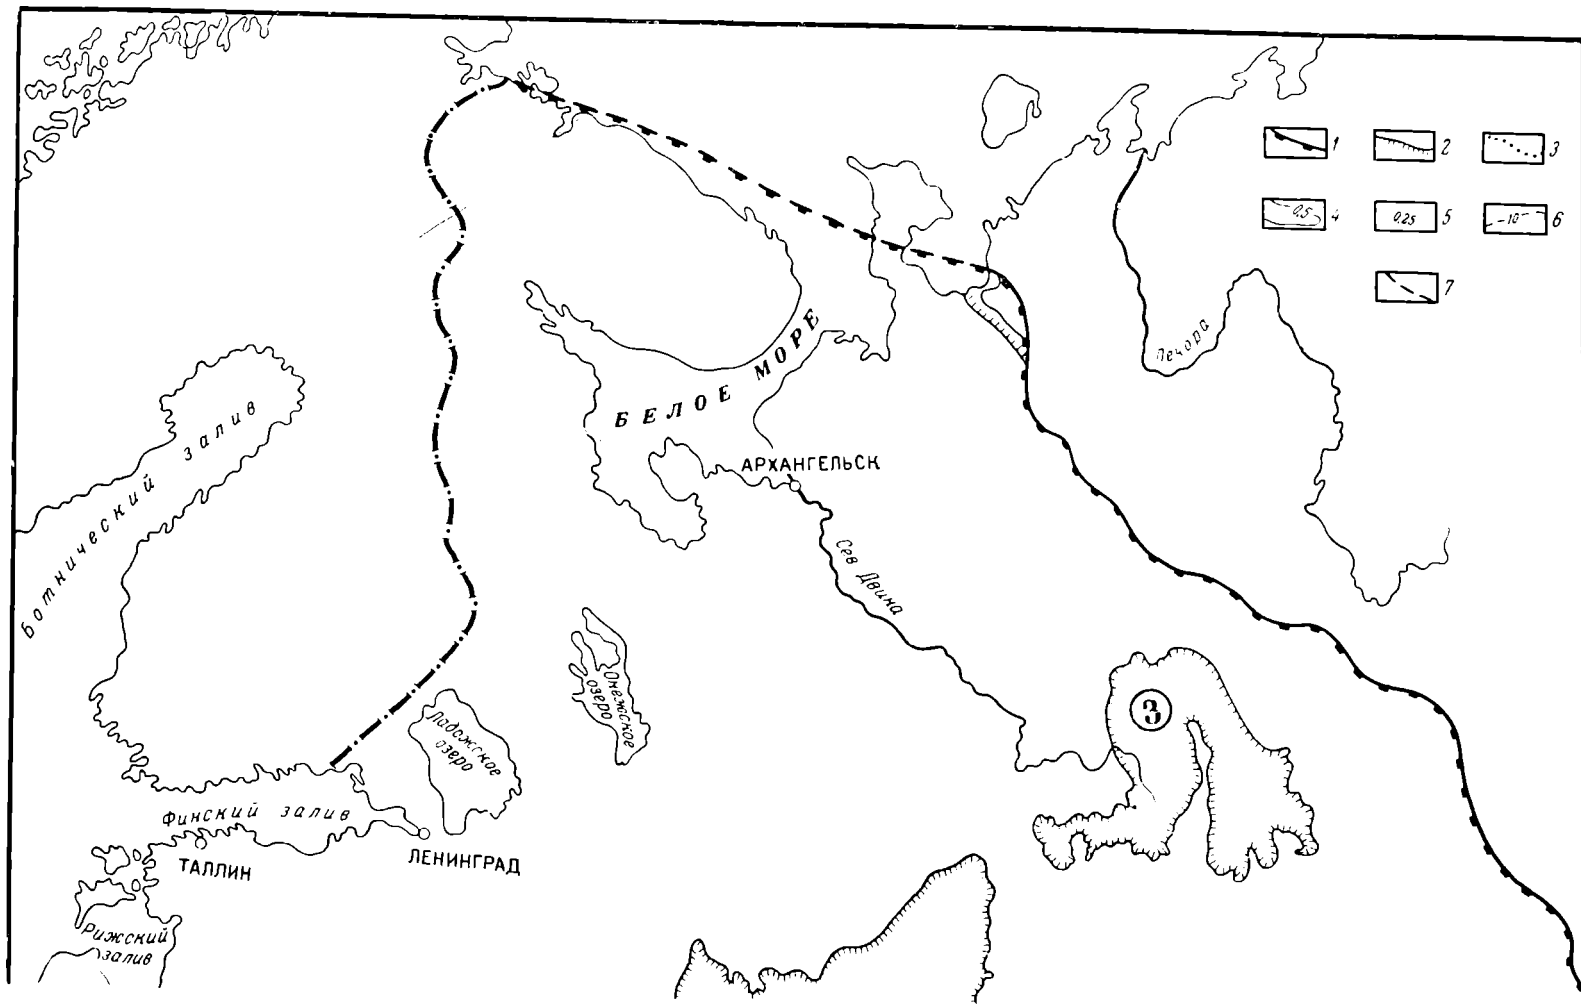 1
2
3
0,5
4
0,25
5
-10-
6
7
Печора
БЕЛОЕ МОРЕ
АРХАНГЕЛЬСК
Ботнический залив
Сев Двина
Онежское
озеро
3
Ладожское
озеро
Финский залив
ТАЛЛИН
ЛЕНИНГРАД
Рижский
залив